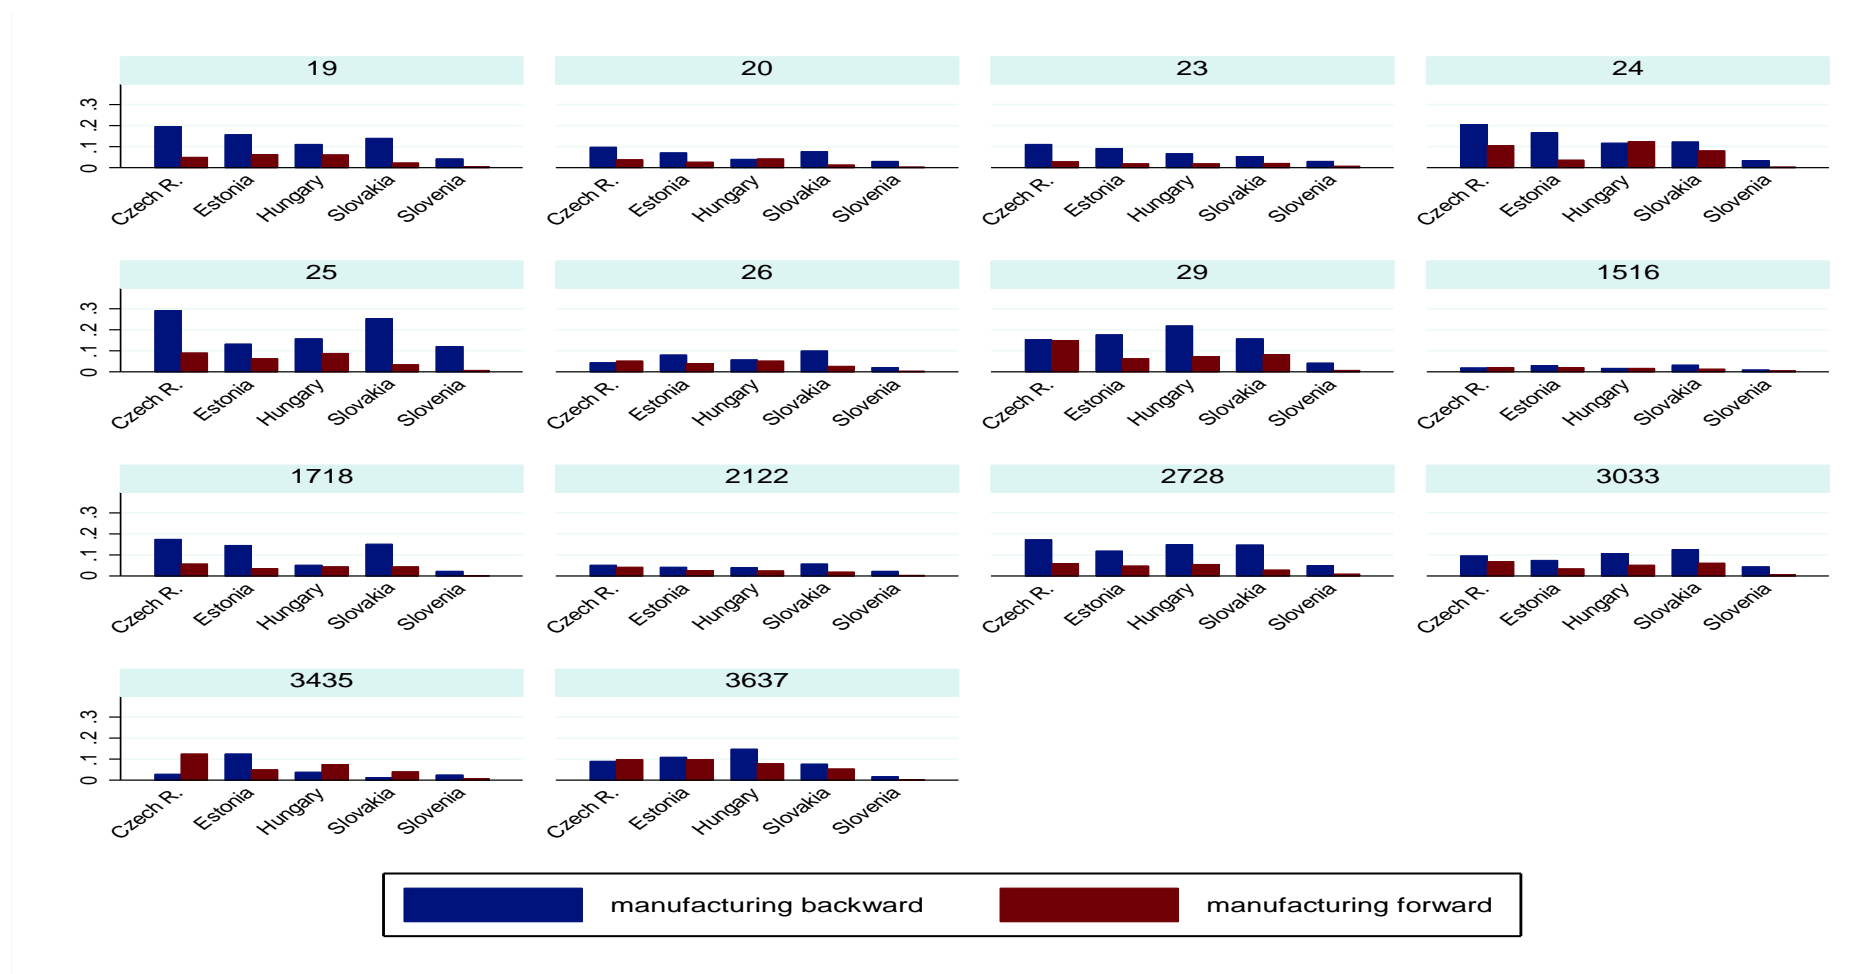 19 20 23 24
0 .1 .2 .3
Czech R. Estonia Hungary Slovakia Slovenia Czech R. Estonia Hungary Slovakia Slovenia Czech R. Estonia Hungary Slovakia Slovenia Czech R. Estonia Hungary Slovakia Slovenia
25 26 29 1516
0 .1 .2 .3
Czech R. Estonia Hungary Slovakia Slovenia Czech R. Estonia Hungary Slovakia Slovenia Czech R. Estonia Hungary Slovakia Slovenia Czech R. Estonia Hungary Slovakia Slovenia
1718 2122 2728 3033
0 .1 .2 .3
Czech R. Estonia Hungary Slovakia Slovenia Czech R. Estonia Hungary Slovakia Slovenia Czech R. Estonia Hungary Slovakia Slovenia Czech R. Estonia Hungary Slovakia Slovenia
3435 3637
0 .1 .2 .3
Czech R. Estonia Hungary Slovakia Slovenia Czech R. Estonia Hungary Slovakia Slovenia
manufacturing backward manufacturing forward